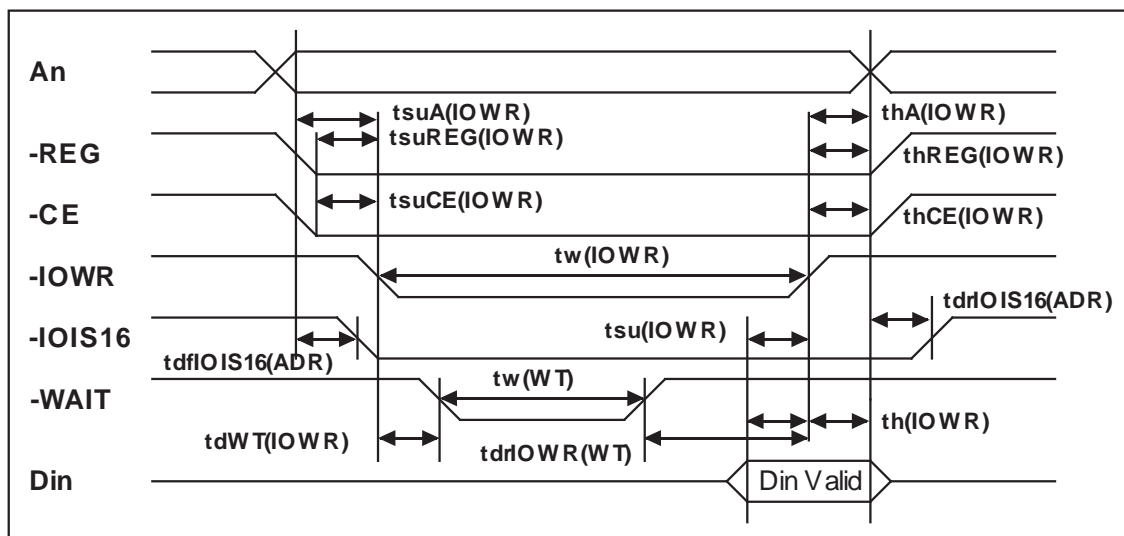 An
tsuA(IOWR)
thA(IOWR)
tsuREG(IOWR)
-REG
thREG(IOWR)
-CE
tsuCE(IOWR)
thCE(IOWR)
tw(IOWR)
-IOWR
tdrIOIS16(ADR)
-IOIS16
tsu(IOWR)
tdfIOIS16(ADR)
tw(WT)
-WAIT
th(IOWR)
tdWT(IOWR)
tdrIOWR(WT)
Din
Din Valid